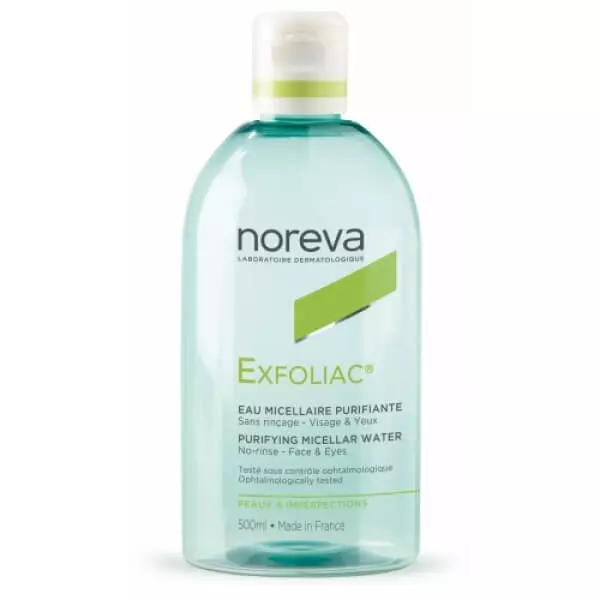 noreva
LABORATOIRE DERMATOLOGIQUE
EXFOLIAC®
EAU MICELLAIRE PURIFIANTE
Sans rinçage - Visage & Yeux
PURIFYING MICELLAR WATER
No-rinse - Face & Eyes
Testé sous contrôle ophtalmologique
Ophtalmologically tested
PEAUX À IMPERFECTIONS
500ml • Made in France